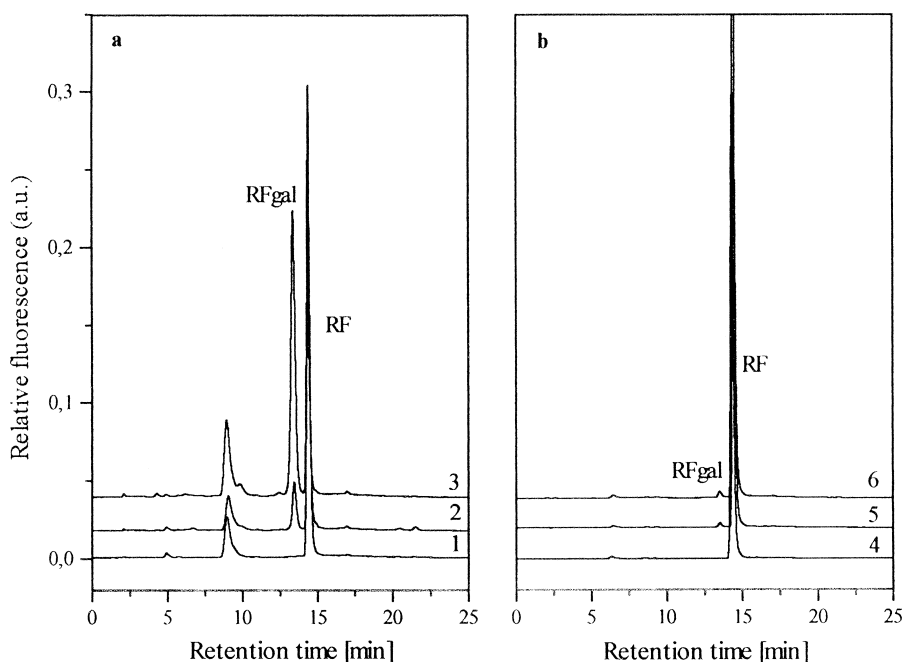 a
0,3
0,2
0,1
0,0
Relative fluorescence (a.u.)
RFgal
RF
3
2
1
0 5 10 15 20 25
Retention time [min]
b
RF
RFgal
6
5
4
0 5 10 15 20 25
Retention time [min]